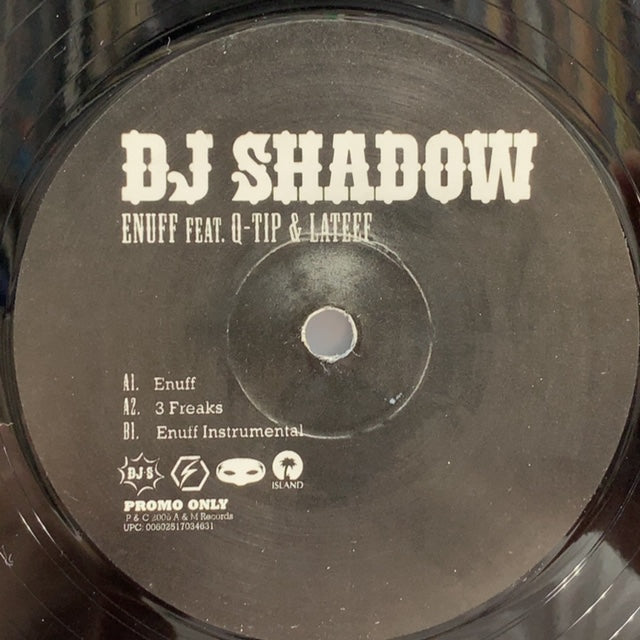 DJ SHADOW
ENUFF FEAT. Q-TIP & LATEEF
A1. Enuff
A2. 3 Freaks
B1. Enuff Instrumental
DJ·S
ISLAND
PROMO ONLY
P & C 2006 A & M Records
UPC: 00602517034631